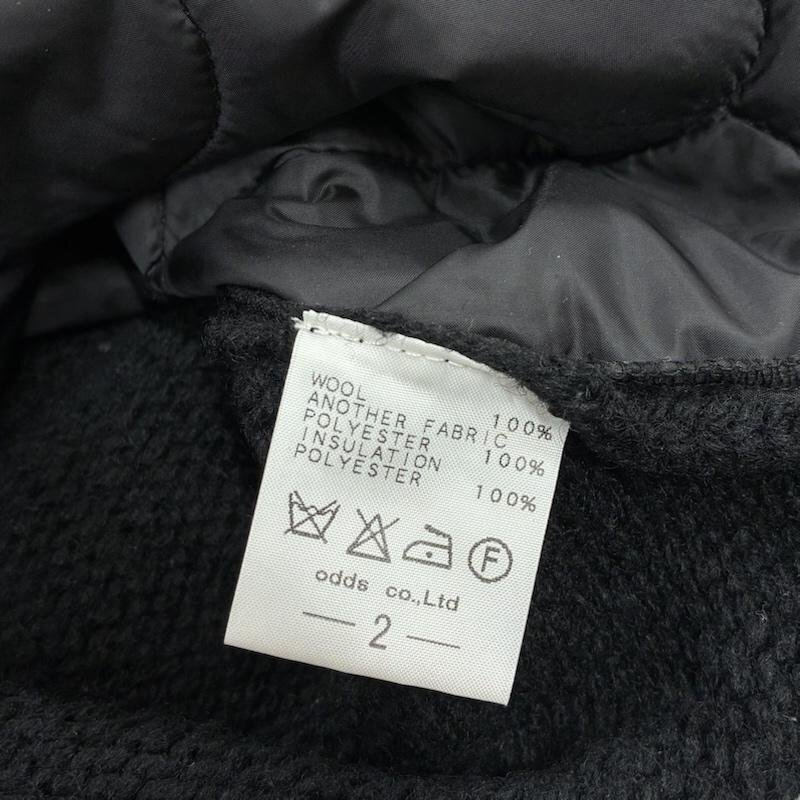 WOOL 100%
ANOTHER FABRIC
POLYESTER 100%
INSULATION
POLYESTER 100%
F
odds co.,Ltd
— 2 —